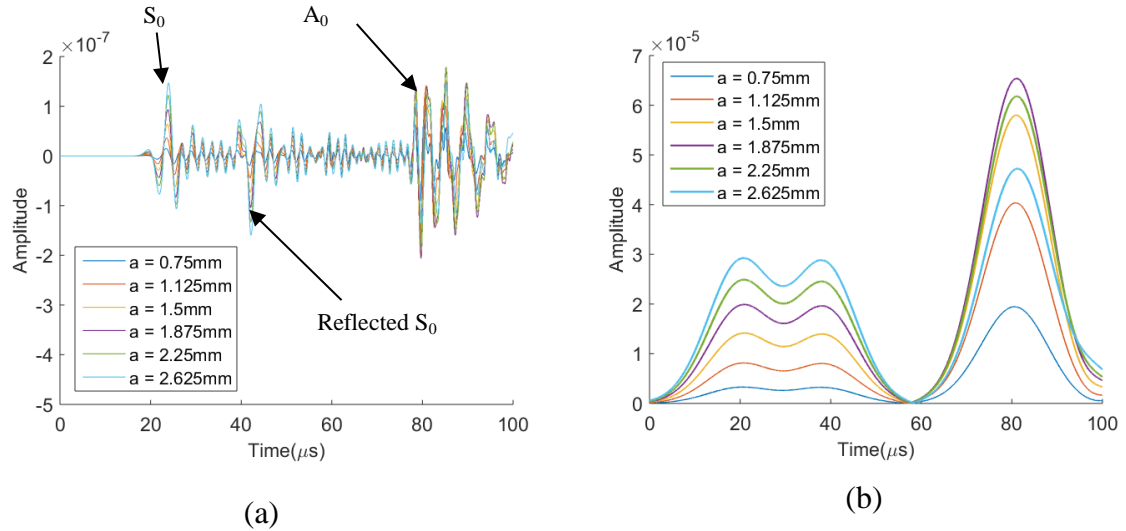 S₀
A₀
×10⁻⁷
2
1
0
-1
-2
-3
-4
-5
Amplitude
a = 0.75mm
a = 1.125mm
a = 1.5mm
a = 1.875mm
a = 2.25mm
a = 2.625mm
Reflected S₀
0 20 40 60 80 100
Time(μs)
(a)
×10⁻⁵
7
6
5
4
3
2
1
0
Amplitude
a = 0.75mm
a = 1.125mm
a = 1.5mm
a = 1.875mm
a = 2.25mm
a = 2.625mm
0 20 40 60 80 100
Time(μs)
(b)